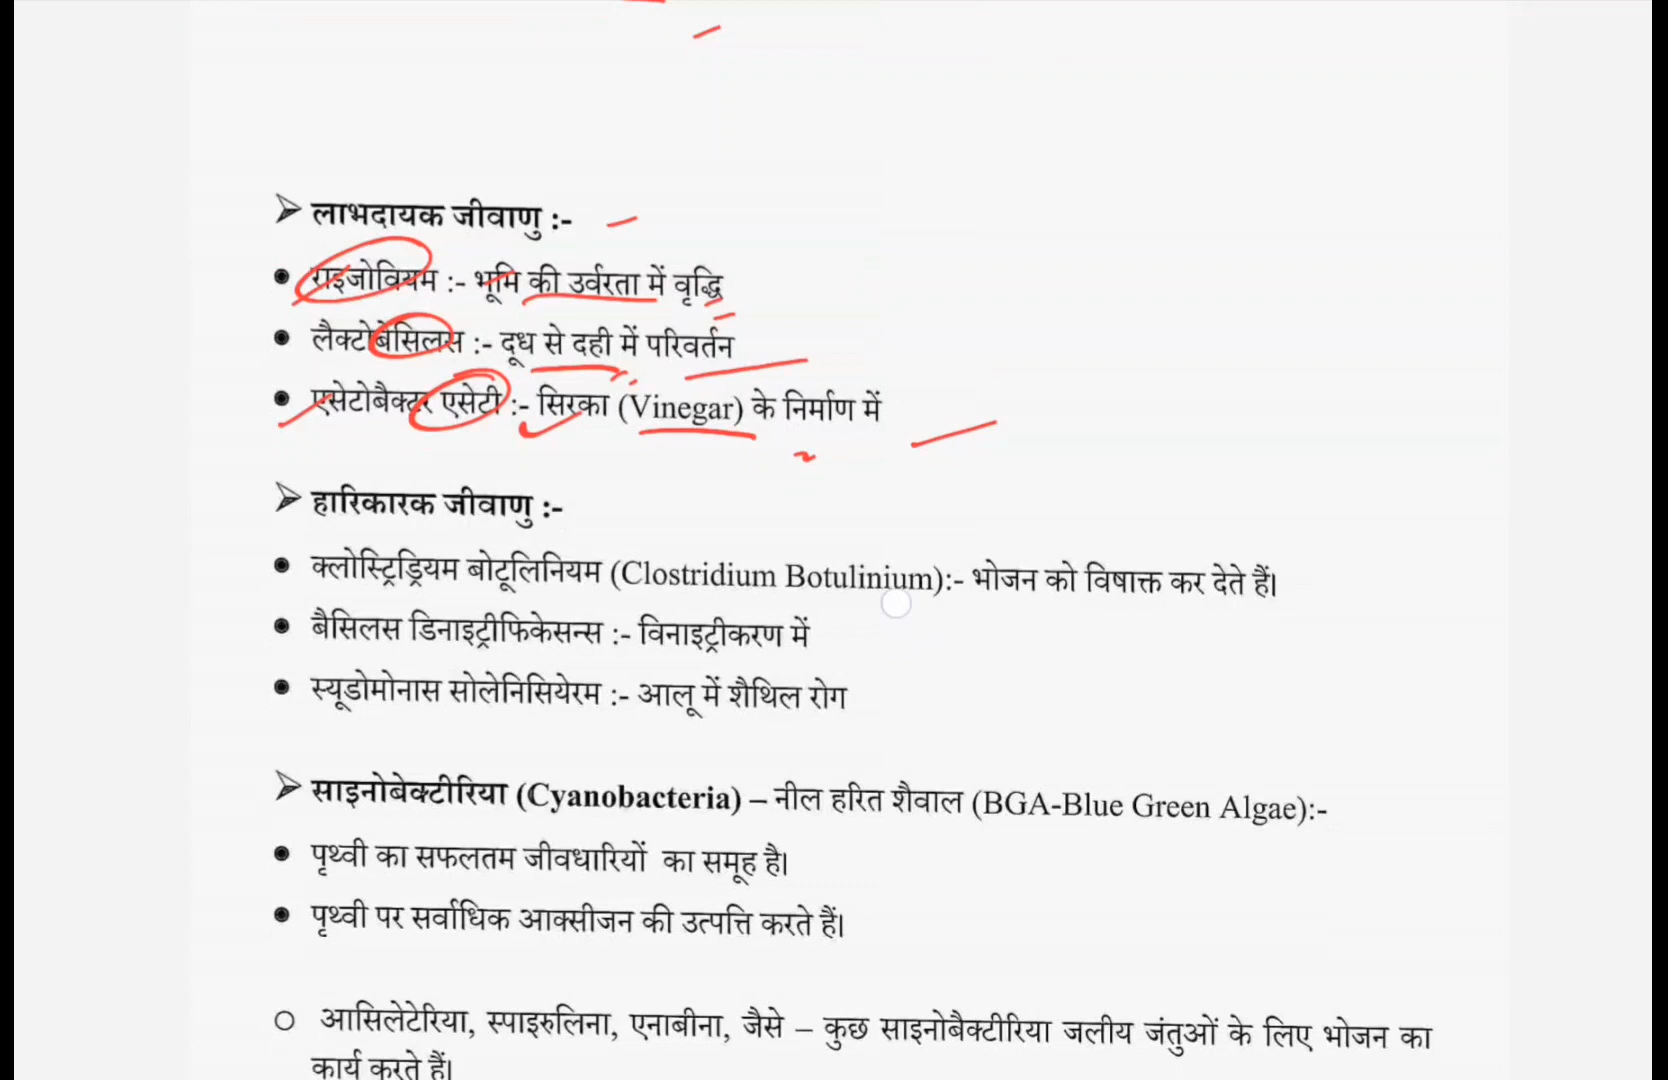 ➢ लाभदायक जीवाणु :-
● राइजोवियम :- भूमि की उर्वरता में वृद्धि
● लैक्टोबेसिलस :- दूध से दही में परिवर्तन
● एसेटोबैक्टर एसेटी :- सिरका (Vinegar) के निर्माण में
➢ हारिकारक जीवाणु :-
● क्लोस्ट्रिड्रियम बोटूलिनियम (Clostridium Botulinium):- भोजन को विषाक्त कर देते हैं।
● बैसिलस डिनाइट्रीफिकेसन्स :- विनाइट्रीकरण में
● स्यूडोमोनास सोलेनिसियेरम :- आलू में शैथिल रोग
➢ साइनोबेक्टीरिया (Cyanobacteria) – नील हरित शैवाल (BGA-Blue Green Algae):-
● पृथ्वी का सफलतम जीवधारियों का समूह है।
● पृथ्वी पर सर्वाधिक आक्सीजन की उत्पत्ति करते हैं।
○ आसिलेटेरिया, स्पाइरुलिना, एनाबीना, जैसे – कुछ साइनोबैक्टीरिया जलीय जंतुओं के लिए भोजन का
कार्य करते हैं।